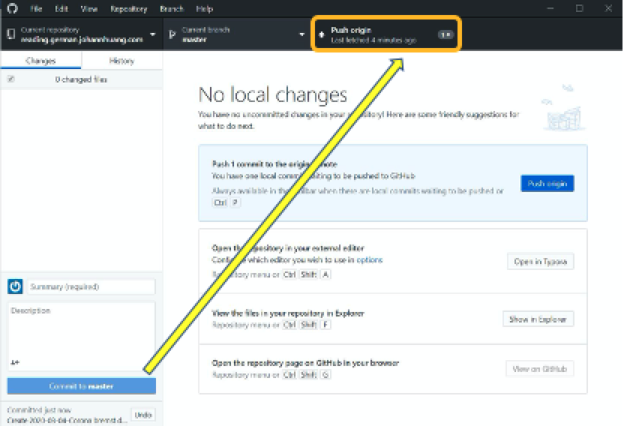 File Edit View Repository Branch Help
Current repository
reading.german.johannhuang.com
Current branch
master
Push origin
Last fetched 4 minutes ago
Changes History
0 changed files
No local changes
You have no uncommitted changes in your repository! Here are some friendly suggestions for
what to do next.
Push 1 commit to the origin remote
You have one local commit waiting to be pushed to GitHub
Always available in the toolbar when there are local commits waiting to be pushed or
Ctrl P
Push origin
Open the repository in your external editor
Configure which editor you wish to use in options
Repository menu or Ctrl Shift A
Open in Typora
View the files in your repository in Explorer
Repository menu or Ctrl Shift F
Show in Explorer
Open the repository page on GitHub in your browser
Repository menu or Ctrl Shift G
View on GitHub
Summary (required)
Description
Commit to master
Committed just now
Create 2020-03-04-Corona bremst d...
Undo